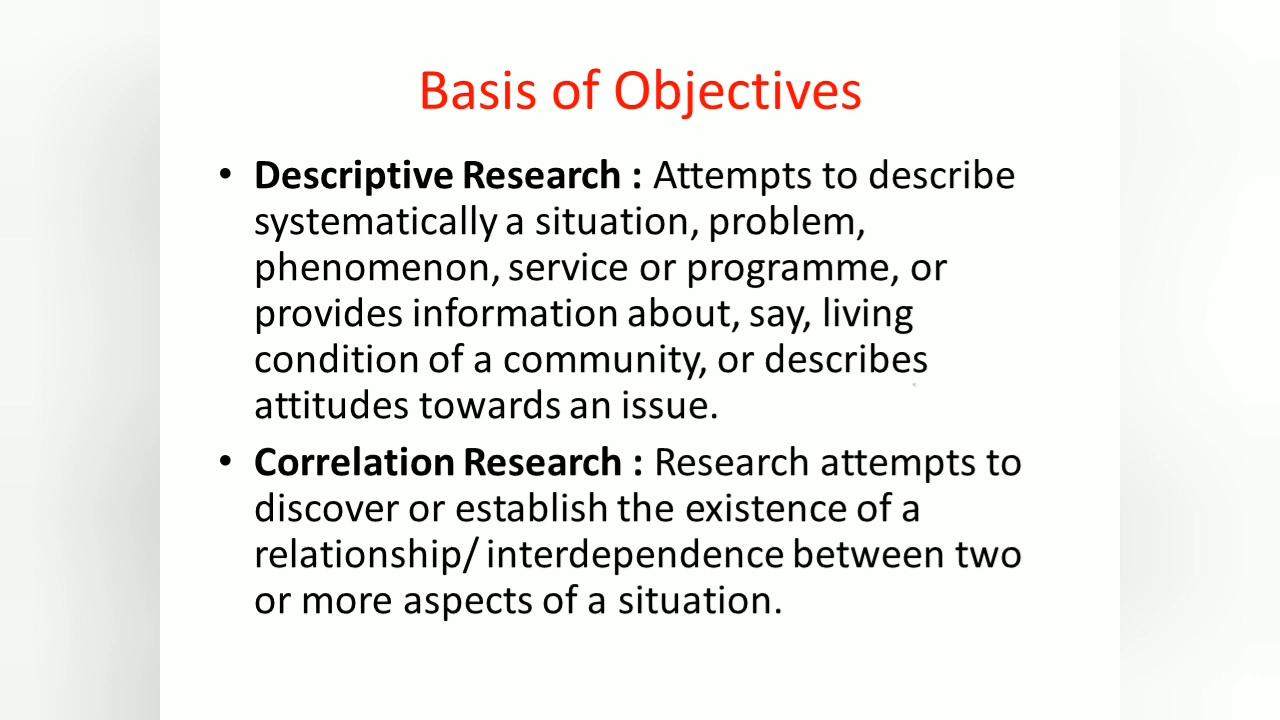 Basis of Objectives
• Descriptive Research : Attempts to describe
systematically a situation, problem,
phenomenon, service or programme, or
provides information about, say, living
condition of a community, or describes
attitudes towards an issue.
• Correlation Research : Research attempts to
discover or establish the existence of a
relationship/ interdependence between two
or more aspects of a situation.